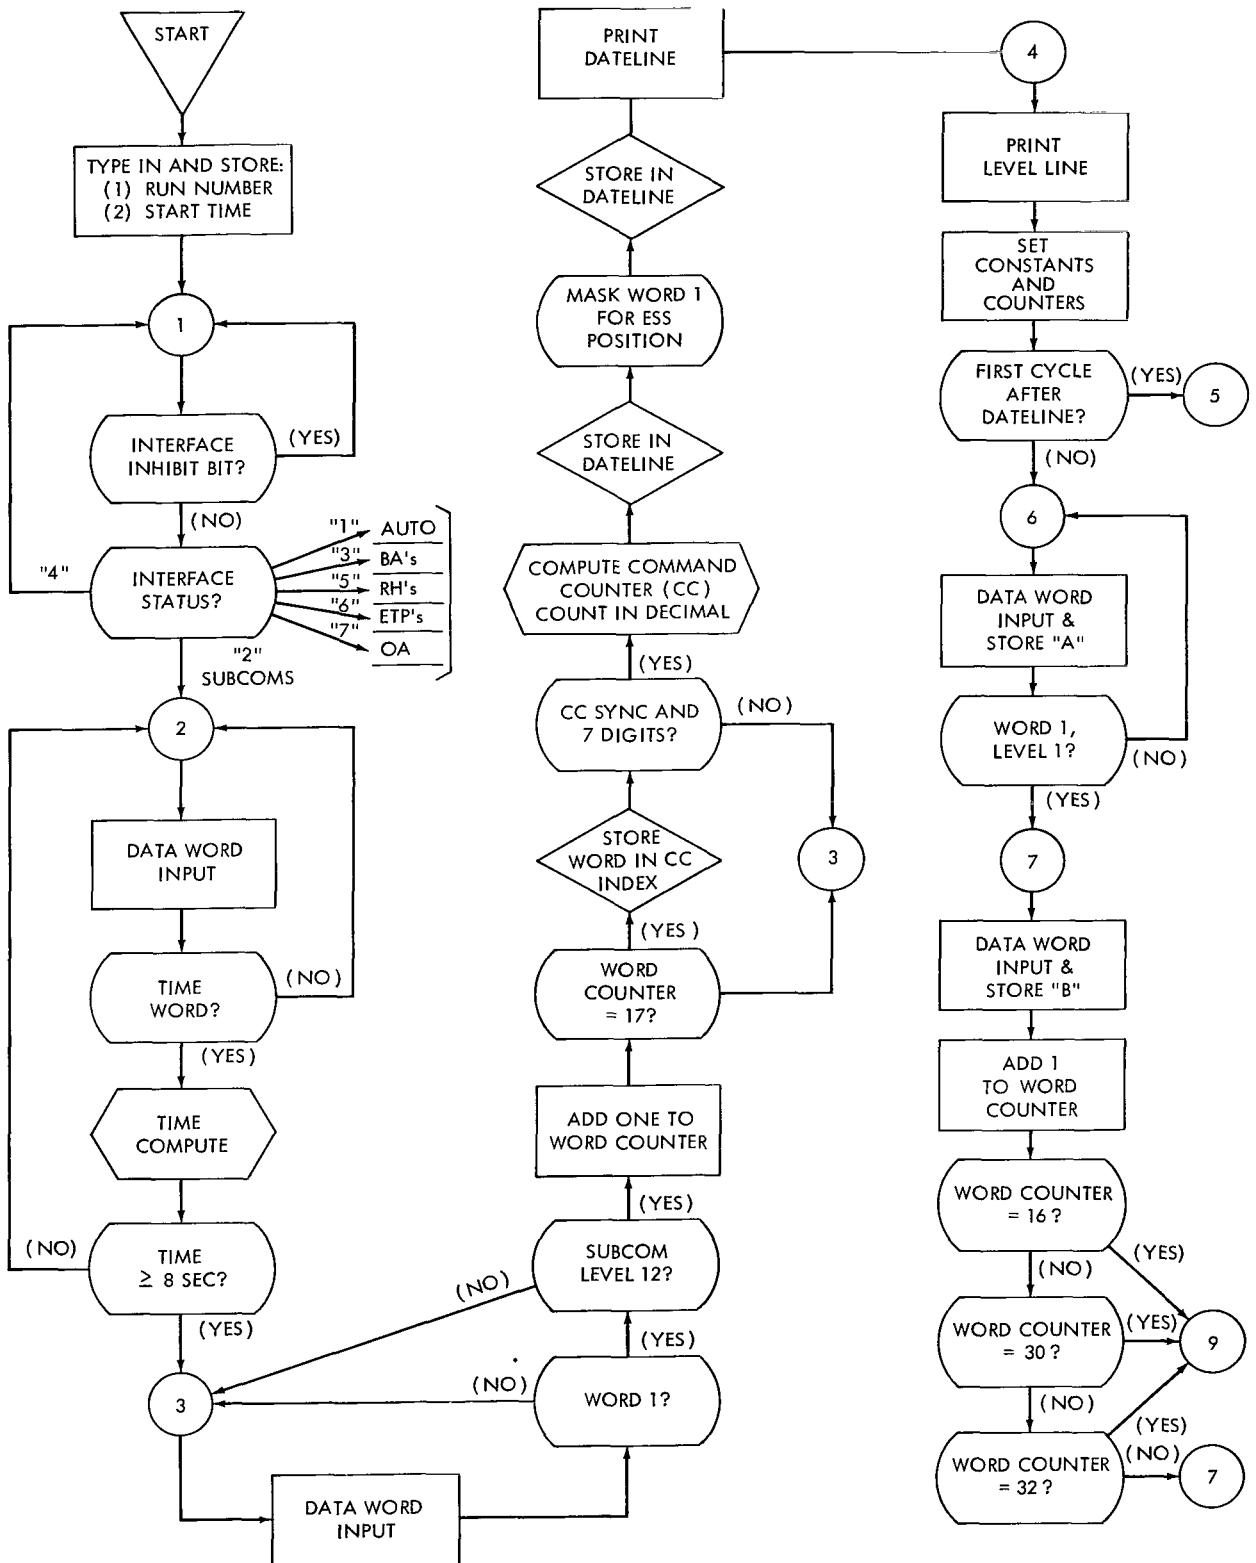 START
TYPE IN AND STORE:
(1) RUN NUMBER
(2) START TIME
1
INTERFACE
INHIBIT BIT?
(YES)
(NO)
"4"
INTERFACE
STATUS?
"1"
AUTO
"3"
BA's
"5"
RH's
"6"
ETP's
"7"
OA
"2"
SUBCOMS
2
DATA WORD
INPUT
TIME
WORD?
(NO)
(YES)
TIME
COMPUTE
TIME
≥ 8 SEC?
(NO)
(YES)
3
DATA WORD
INPUT
WORD 1?
(NO)
(YES)
SUBCOM
LEVEL 12?
(NO)
(YES)
ADD ONE TO
WORD COUNTER
WORD
COUNTER
= 17?
(YES)
3
STORE
WORD IN CC
INDEX
CC SYNC AND
7 DIGITS?
(NO)
(YES)
COMPUTE COMMAND
COUNTER (CC)
COUNT IN DECIMAL
STORE IN
DATELINE
MASK WORD 1
FOR ESS
POSITION
STORE IN
DATELINE
PRINT
DATELINE
4
PRINT
LEVEL LINE
SET
CONSTANTS
AND
COUNTERS
FIRST CYCLE
AFTER
DATELINE?
(YES)
5
(NO)
6
DATA WORD
INPUT &
STORE "A"
WORD 1,
LEVEL 1?
(NO)
(YES)
7
DATA WORD
INPUT &
STORE "B"
ADD 1
TO WORD
COUNTER
WORD COUNTER
= 16?
(YES)
(NO)
WORD COUNTER
= 30?
(YES)
9
(NO)
WORD COUNTER
= 32?
(YES)
(NO)
7